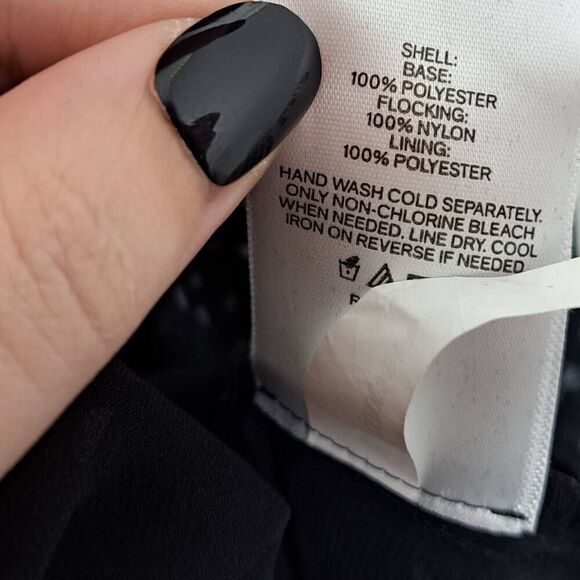 SHELL:
BASE:
100% POLYESTER
FLOCKING:
100% NYLON
LINING:
100% POLYESTER
HAND WASH COLD SEPARATELY.
ONLY NON-CHLORINE BLEACH
WHEN NEEDED. LINE DRY. COOL
IRON ON REVERSE IF NEEDED